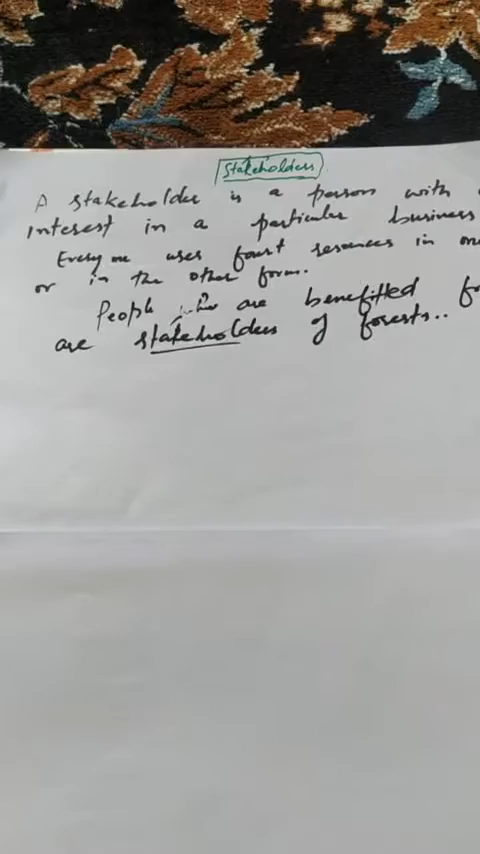 Stakeholders
A stakeholder is a person with
interest in a particular business
Every one uses forest resources in one
or in the other form.
People who are benefitted
are stakeholders of forests..